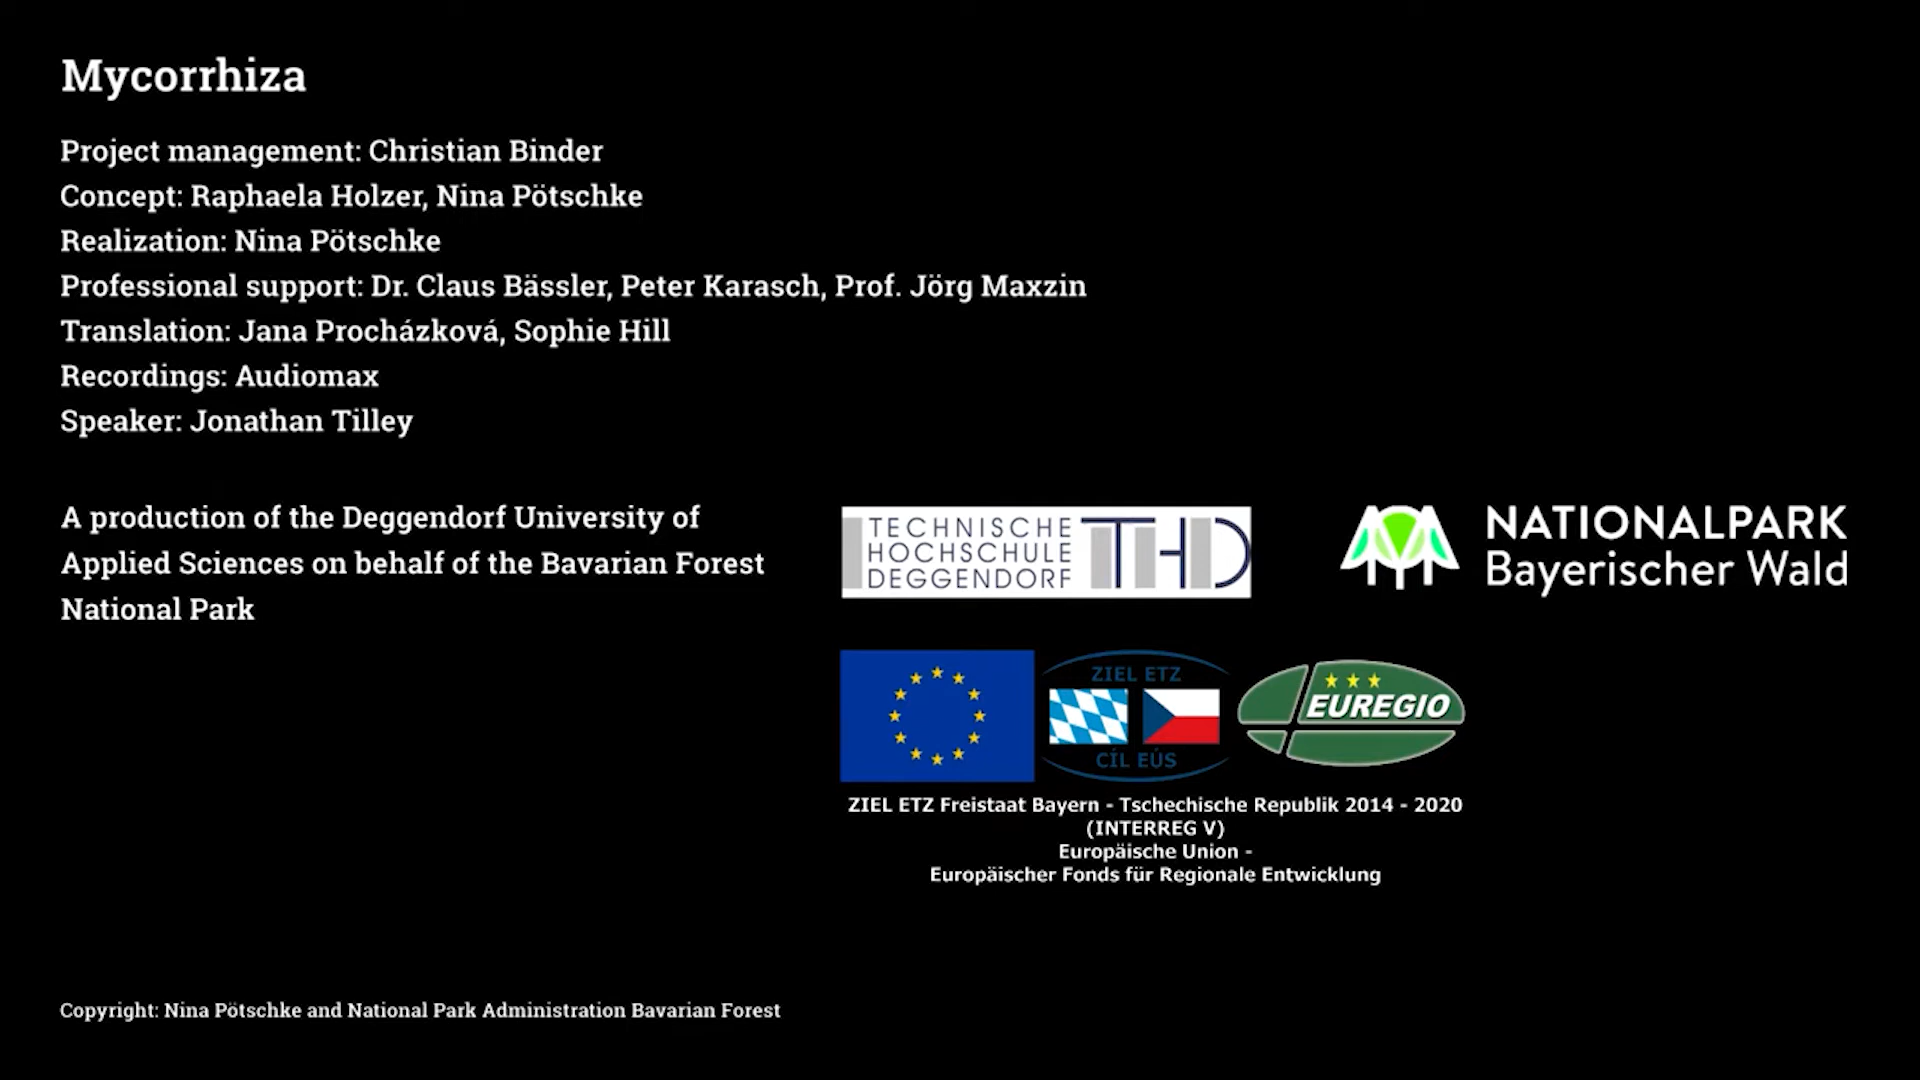 Mycorrhiza
Project management: Christian Binder
Concept: Raphaela Holzer, Nina Pötschke
Realization: Nina Pötschke
Professional support: Dr. Claus Bässler, Peter Karasch, Prof. Jörg Maxzin
Translation: Jana Procházková, Sophie Hill
Recordings: Audiomax
Speaker: Jonathan Tilley
A production of the Deggendorf University of
Applied Sciences on behalf of the Bavarian Forest
National Park
TECHNISCHE
HOCHSCHULE
DEGGENDORF
THD
NATIONALPARK
Bayerischer Wald
ZIEL ETZ
CÍL EÚS
EUREGIO
ZIEL ETZ Freistaat Bayern - Tschechische Republik 2014 - 2020
(INTERREG V)
Europäische Union -
Europäischer Fonds für Regionale Entwicklung
Copyright: Nina Pötschke and National Park Administration Bavarian Forest